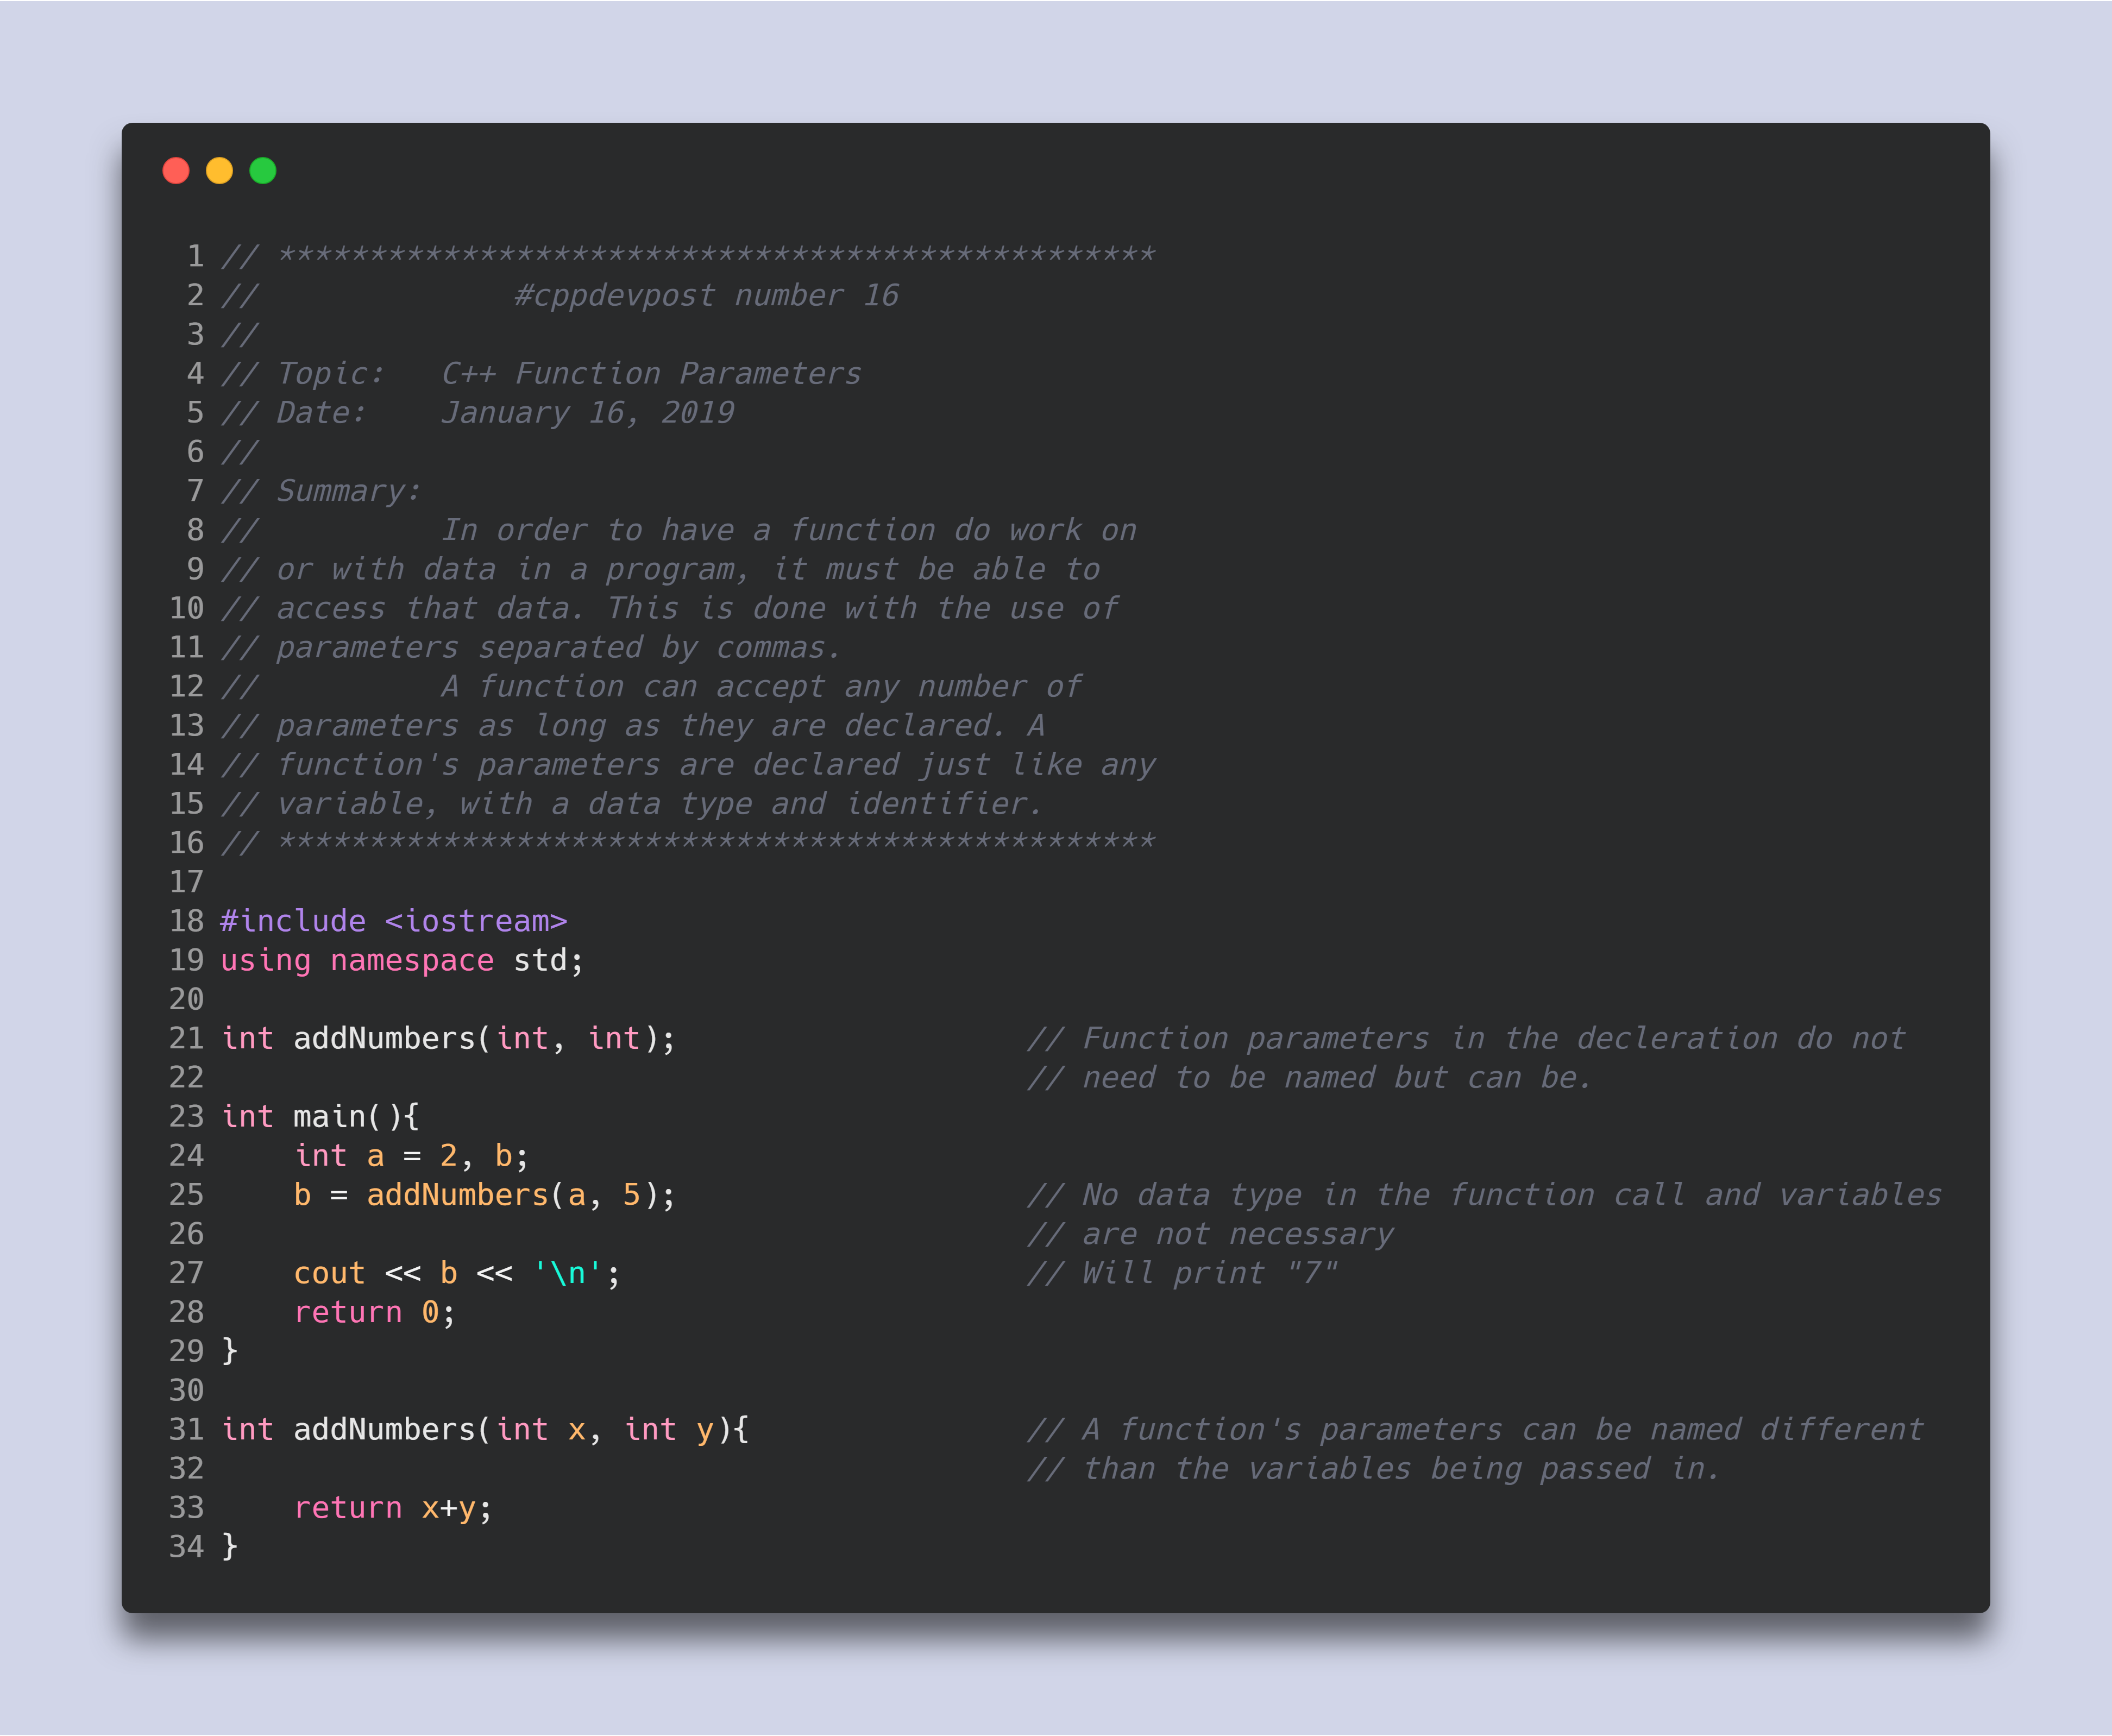 1 // ************************************************
2 //              #cppdevpost number 16
3 //
4 // Topic:   C++ Function Parameters
5 // Date:    January 16, 2019
6 //
7 // Summary:
8 //          In order to have a function do work on
9 // or with data in a program, it must be able to
10 // access that data. This is done with the use of
11 // parameters separated by commas.
12 //          A function can accept any number of
13 // parameters as long as they are declared. A
14 // function's parameters are declared just like any
15 // variable, with a data type and identifier.
16 // ************************************************
17
18 #include <iostream>
19 using namespace std;
20
21 int addNumbers(int, int);                   // Function parameters in the decleration do not
22                                             // need to be named but can be.
23 int main(){
24     int a = 2, b;
25     b = addNumbers(a, 5);                   // No data type in the function call and variables
26                                             // are not necessary
27     cout << b << '\n';                      // Will print "7"
28     return 0;
29 }
30
31 int addNumbers(int x, int y){               // A function's parameters can be named different
32                                             // than the variables being passed in.
33     return x+y;
34 }